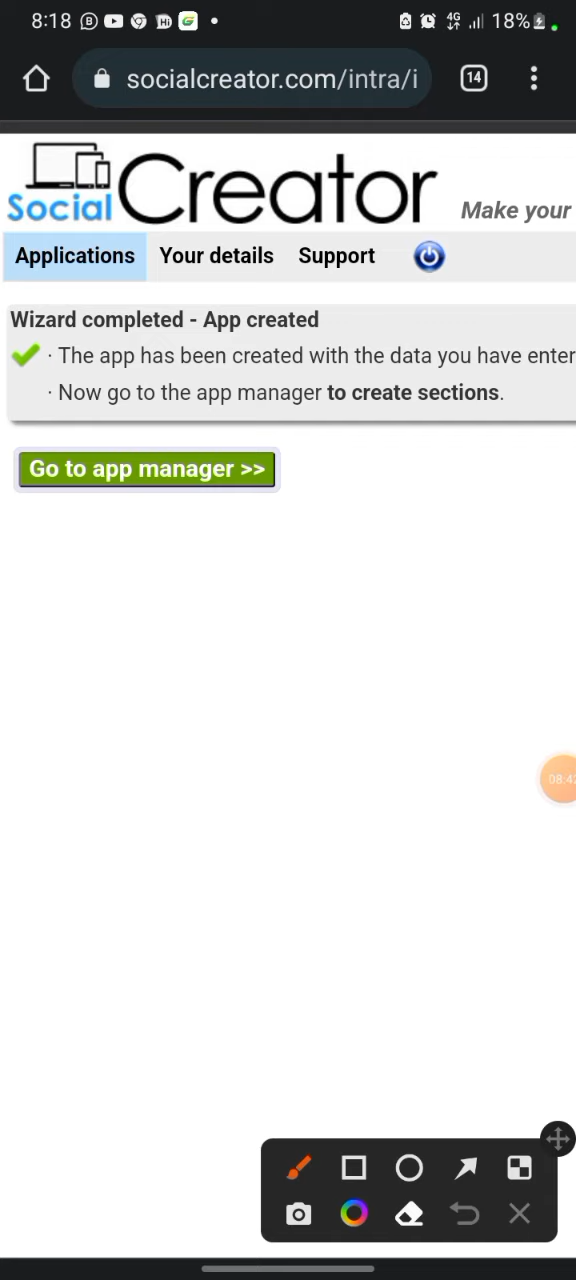 8:18 18%
socialcreator.com/intra/i 14
Social Creator Make your
Applications Your details Support
Wizard completed - App created
· The app has been created with the data you have enter
· Now go to the app manager to create sections.
Go to app manager >>